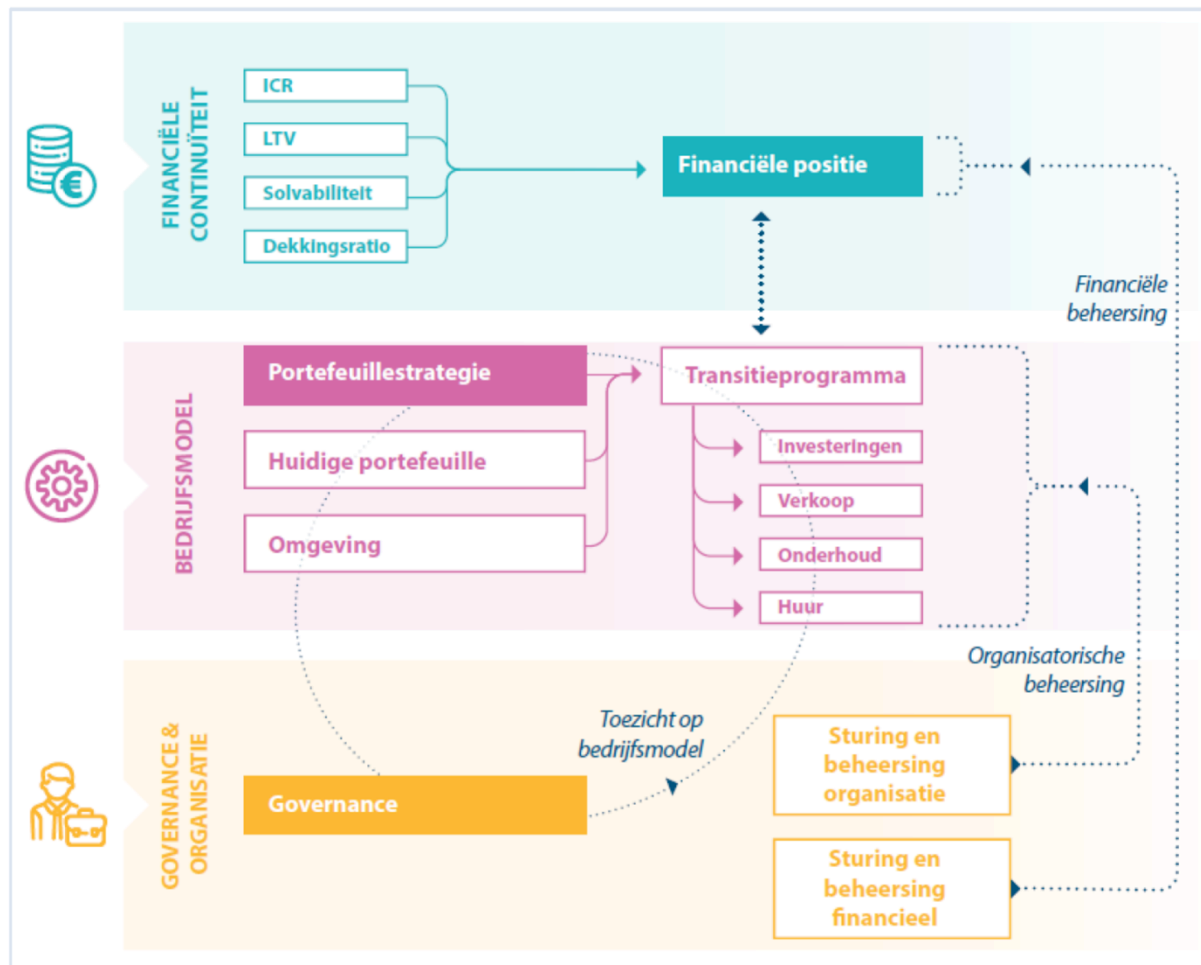 FINANCIËLE
CONTINUÏTEIT
ICR
LTV
Solvabiliteit
Dekkingsratio
Financiële positie
Financiële
beheersing
BEDRIJFSMODEL
Portefeuillestrategie
Huidige portefeuille
Omgeving
Transitieprogramma
Investeringen
Verkoop
Onderhoud
Huur
Organisatorische
beheersing
GOVERNANCE &
ORGANISATIE
Governance
Toezicht op
bedrijfsmodel
Sturing en
beheersing
organisatie
Sturing en
beheersing
financieel